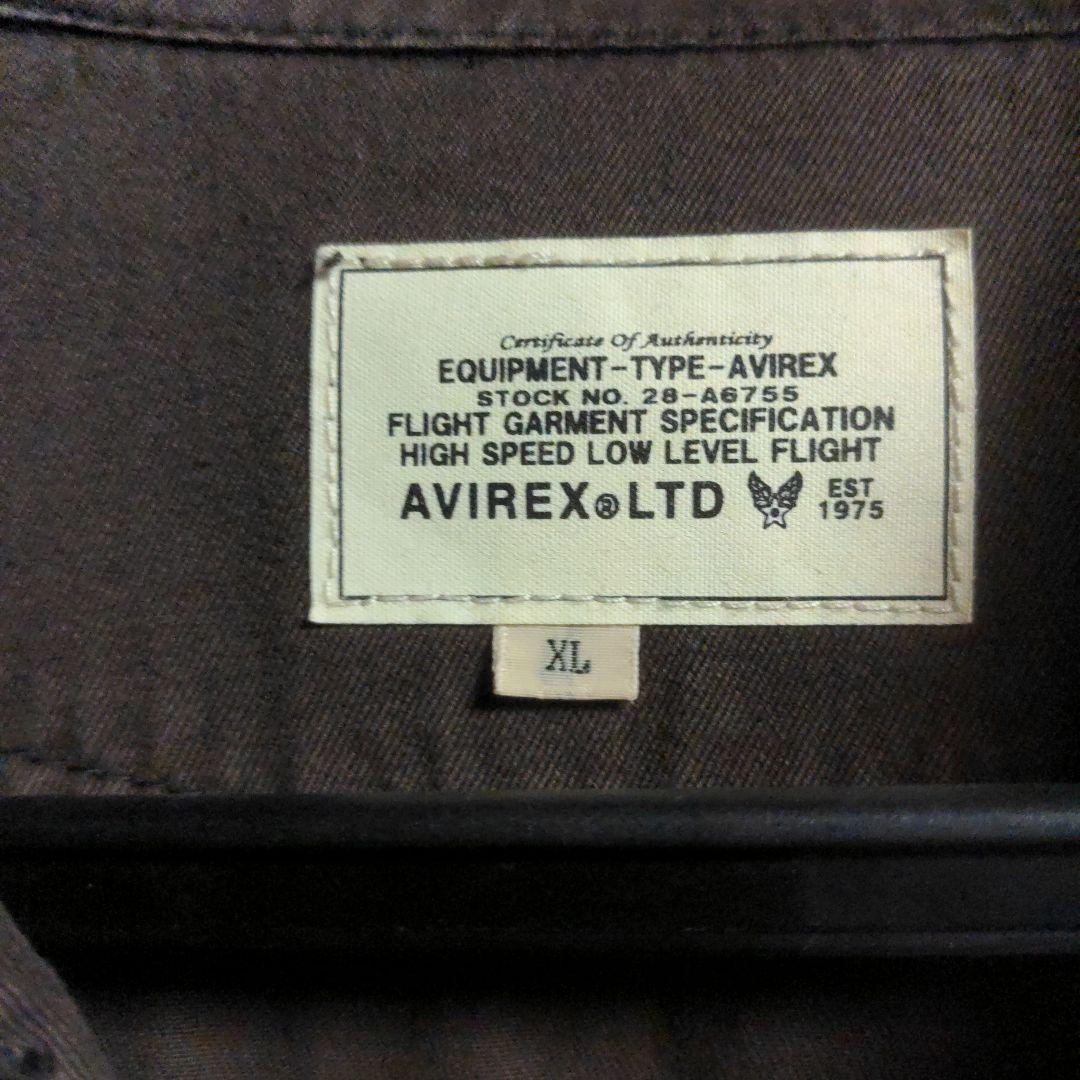 Certificate Of Authenticity
EQUIPMENT-TYPE-AVIREX
STOCK NO. 28-A6755
FLIGHT GARMENT SPECIFICATION
HIGH SPEED LOW LEVEL FLIGHT
AVIREX® LTD EST 1975
XL